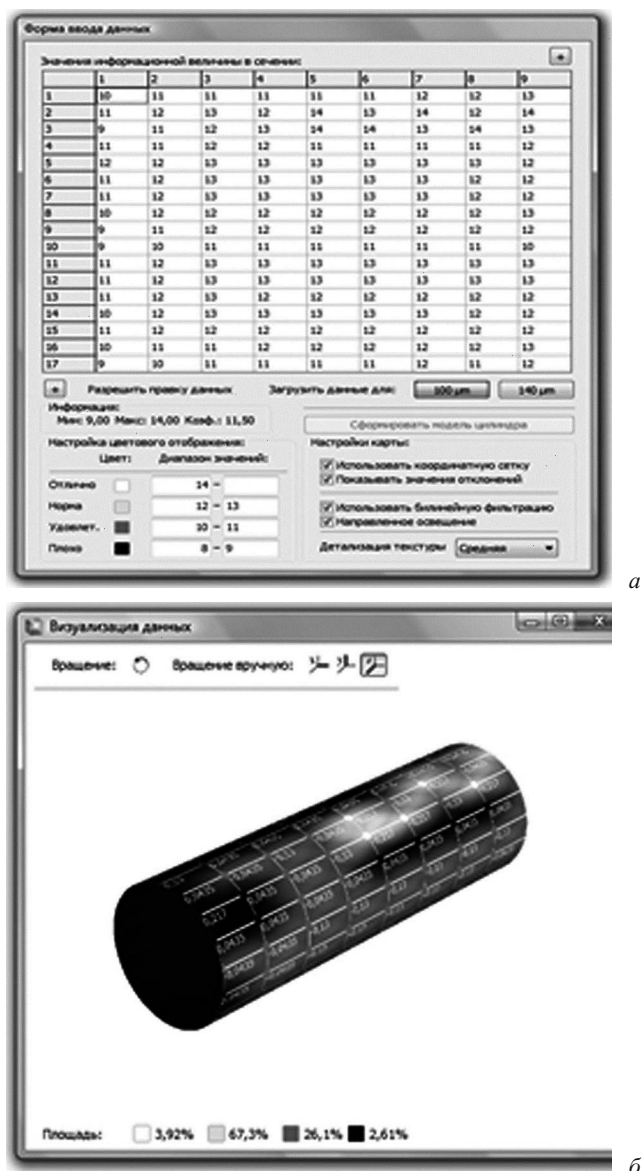 Форма ввода данных
Значения информационной величины в сечении:
1 2 3 4 5 6 7 8 9
1 10 11 11 11 11 11 12 12 13
2 11 12 13 12 14 13 14 12 14
3 9 11 12 13 14 14 13 14 13
4 11 11 12 12 11 11 11 11 12
5 12 12 13 13 13 13 13 13 12
6 11 12 13 13 13 13 13 13 12
7 11 12 13 13 13 13 13 13 12
8 10 12 12 12 12 12 12 12 13
9 9 11 12 12 12 12 12 12 12
10 9 10 11 11 11 11 11 11 10
11 11 12 13 13 13 13 13 13 12
12 11 12 13 13 13 13 13 13 12
13 11 12 13 12 12 12 12 12 12
14 10 12 13 13 13 13 13 13 12
15 11 12 12 12 12 12 12 12 12
16 10 11 11 12 12 12 12 12 13
17 9 10 11 11 11 11 12 11 12
Разрешить правку данных Загрузить данные для: 100 µm 140 µm
Информация:
Мин: 9,00 Макс: 14,00 Коэф.: 11,50
Сформировать модель цилиндра
Настройка цветового отображения:
Цвет: Диапазон значений:
Отлично 14 –
Норма 12 – 13
Удовлет.. 10 – 11
Плохо 8 – 9
Настройки карты:
Использовать координатную сетку
Показывать значения отклонений
Использовать билинейную фильтрацию
Направленное освещение
Детализация текстуры Средняя
а
Визуализация данных
Вращение: Вращение вручную:
Площадь: 3,92% 67,3% 26,1% 2,61%
б